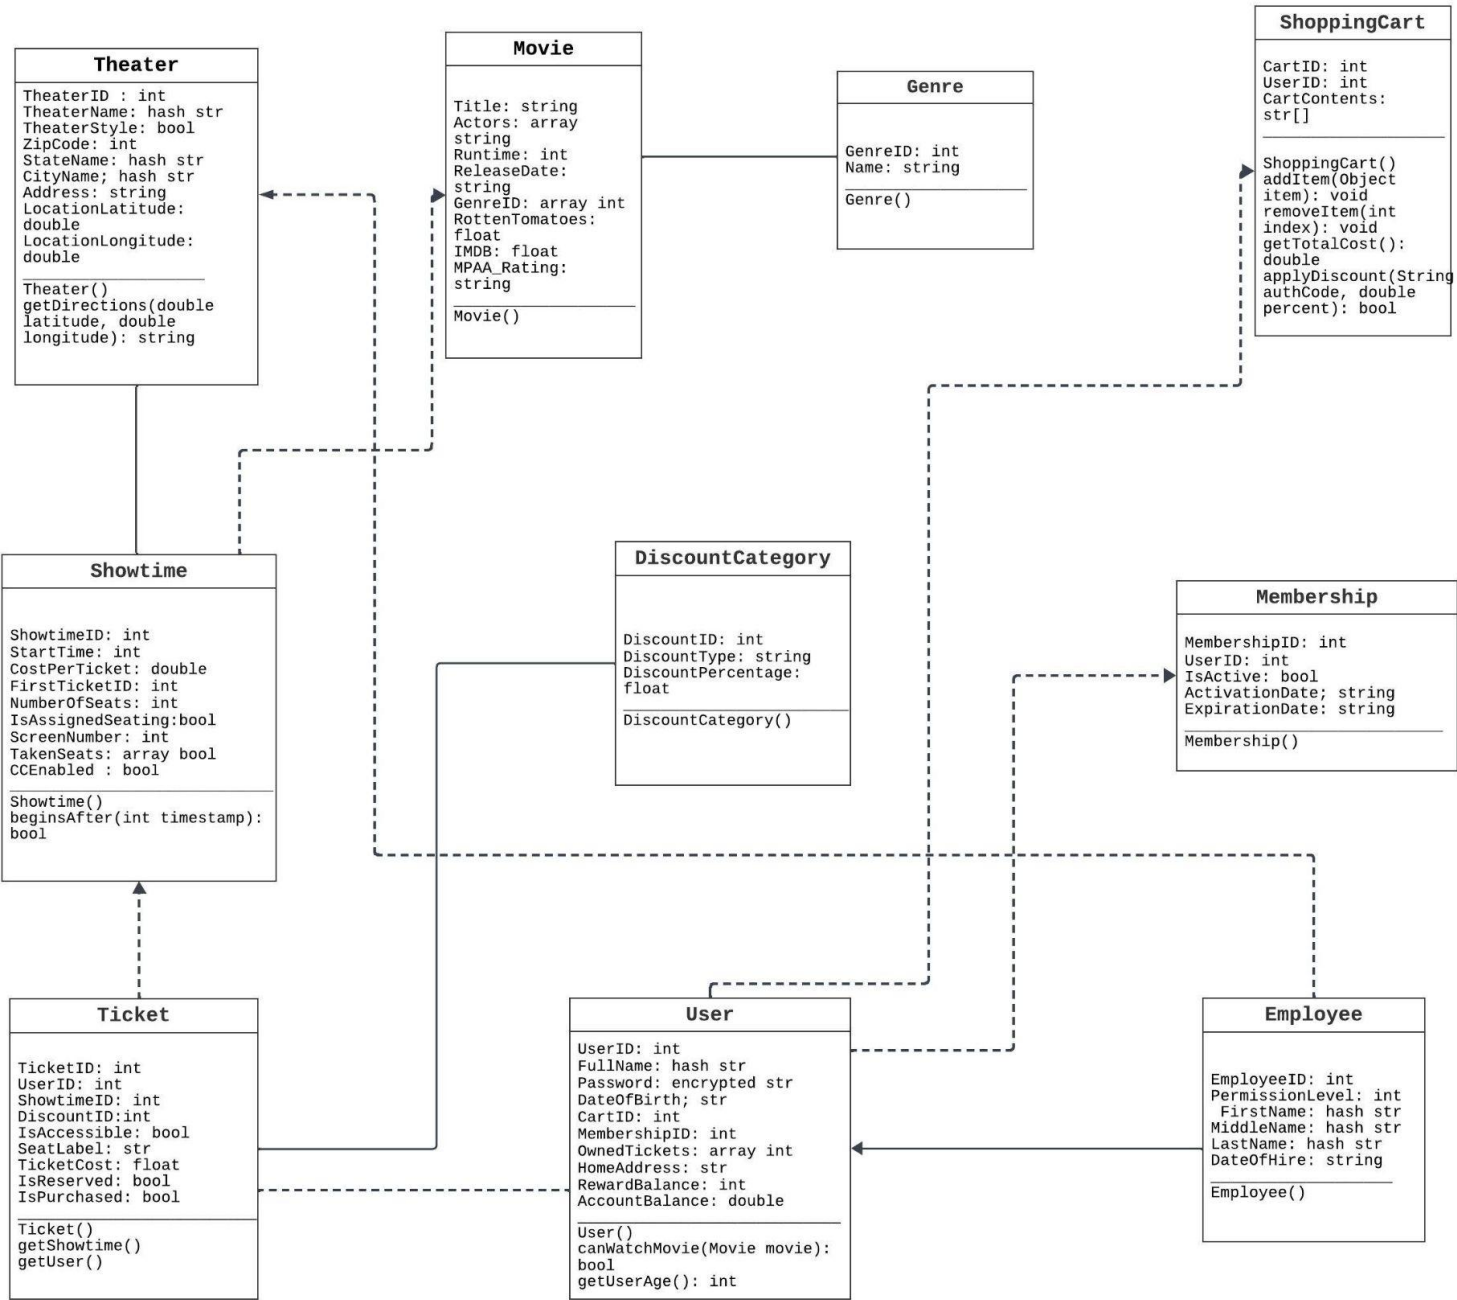 Theater
TheaterID : int
TheaterName: hash str
TheaterStyle: bool
ZipCode: int
StateName: hash str
CityName; hash str
Address: string
LocationLatitude:
double
LocationLongitude:
double
Theater()
getDirections(double
latitude, double
longitude): string
Movie
Title: string
Actors: array
string
Runtime: int
ReleaseDate:
string
GenreID: array int
RottenTomatoes:
float
IMDB: float
MPAA_Rating:
string
Movie()
Genre
GenreID: int
Name: string
Genre()
ShoppingCart
CartID: int
UserID: int
CartContents:
str[]
ShoppingCart()
addItem(Object
item): void
removeItem(int
index): void
getTotalCost():
double
applyDiscount(String
authCode, double
percent): bool
Showtime
ShowtimeID: int
StartTime: int
CostPerTicket: double
FirstTicketID: int
NumberOfSeats: int
IsAssignedSeating:bool
ScreenNumber: int
TakenSeats: array bool
CCEnabled : bool
Showtime()
beginsAfter(int timestamp):
bool
DiscountCategory
DiscountID: int
DiscountType: string
DiscountPercentage:
float
DiscountCategory()
Membership
MembershipID: int
UserID: int
IsActive: bool
ActivationDate; string
ExpirationDate: string
Membership()
Ticket
TicketID: int
UserID: int
ShowtimeID: int
DiscountID:int
IsAccessible: bool
SeatLabel: str
TicketCost: float
IsReserved: bool
IsPurchased: bool
Ticket()
getShowtime()
getUser()
User
UserID: int
FullName: hash str
Password: encrypted str
DateOfBirth; str
CartID: int
MembershipID: int
OwnedTickets: array int
HomeAddress: str
RewardBalance: int
AccountBalance: double
User()
canWatchMovie(Movie movie):
bool
getUserAge(): int
Employee
EmployeeID: int
PermissionLevel: int
FirstName: hash str
MiddleName: hash str
LastName: hash str
DateOfHire: string
Employee()